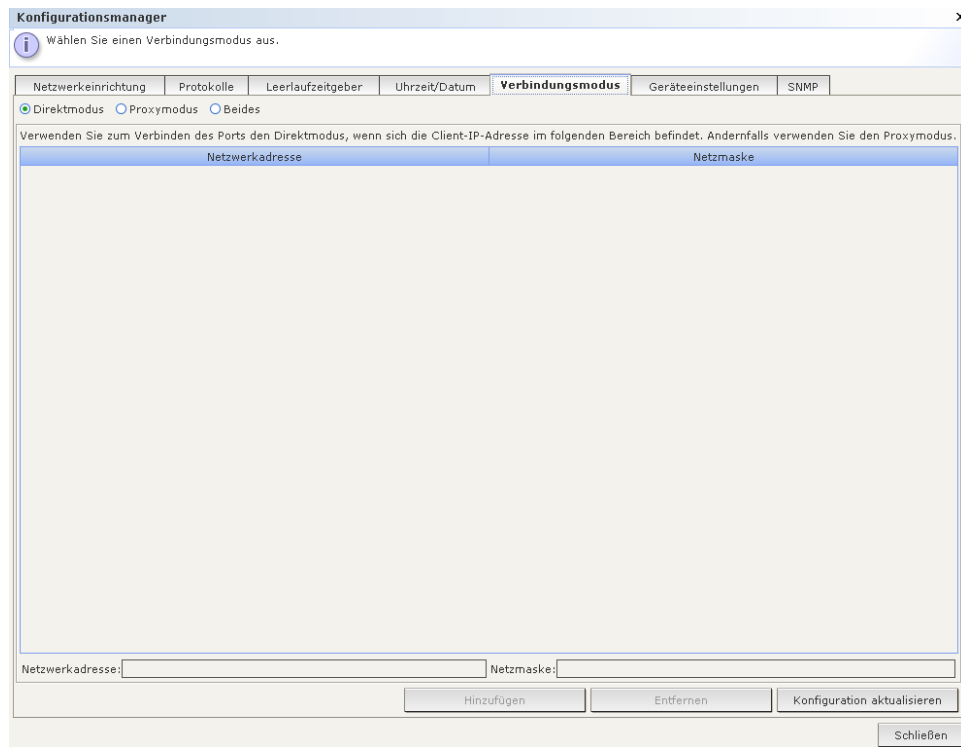 Konfigurationsmanager
Wählen Sie einen Verbindungsmodus aus.
Netzwerkeinrichtung Protokolle Leerlaufzeitgeber Uhrzeit/Datum Verbindungsmodus Geräteeinstellungen SNMP
Direktmodus Proxymodus Beides
Verwenden Sie zum Verbinden des Ports den Direktmodus, wenn sich die Client-IP-Adresse im folgenden Bereich befindet. Andernfalls verwenden Sie den Proxymodus.
Netzwerkadresse Netzmaske
Netzwerkadresse: Netzmaske:
Hinzufügen Entfernen Konfiguration aktualisieren
Schließen